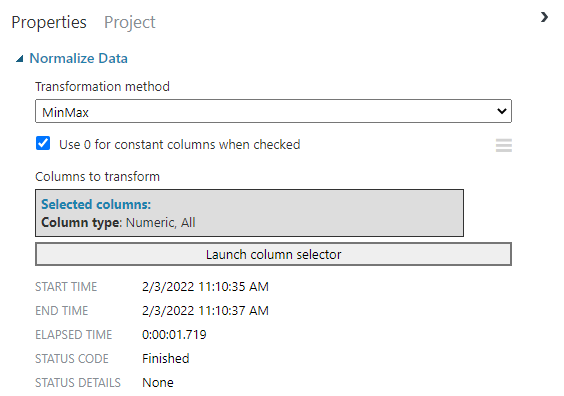 Properties Project
Normalize Data
Transformation method
MinMax
Use 0 for constant columns when checked
Columns to transform
Selected columns:
Column type: Numeric, All
Launch column selector
START TIME 2/3/2022 11:10:35 AM
END TIME 2/3/2022 11:10:37 AM
ELAPSED TIME 0:00:01.719
STATUS CODE Finished
STATUS DETAILS None